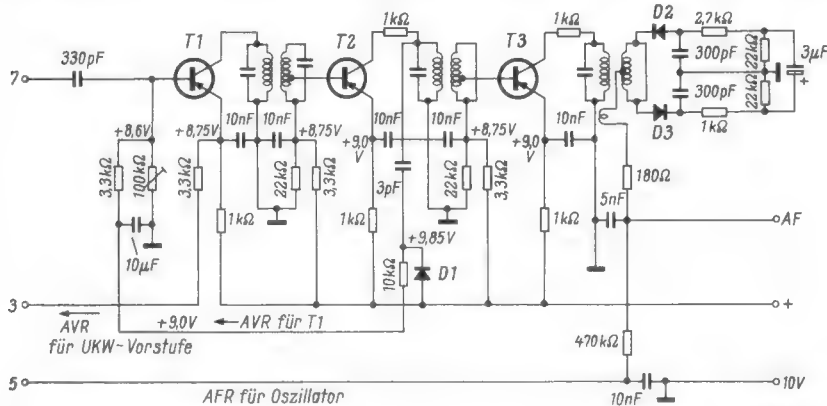 D2
2,7kΩ
1kΩ
1kΩ
T1
T2
T3
330pF
7
300pF
300pF
22kΩ
22kΩ
3µF
+
D3
1kΩ
+8,6V
+8,75V
10nF
10nF
+8,75V
+9,0
V
10nF
10nF
+8,75V
+9,0V
10nF
3,3kΩ
100kΩ
3,3kΩ
22kΩ
3,3kΩ
3pF
22kΩ
3,3kΩ
180Ω
5nF
1kΩ
1kΩ
1kΩ
AF
10µF
+9,85V
10kΩ
D1
3
+
AVR
für UKW-Vorstufe
+9,0V
AVR für T1
470kΩ
5
AFR für Oszillator
10nF
10V